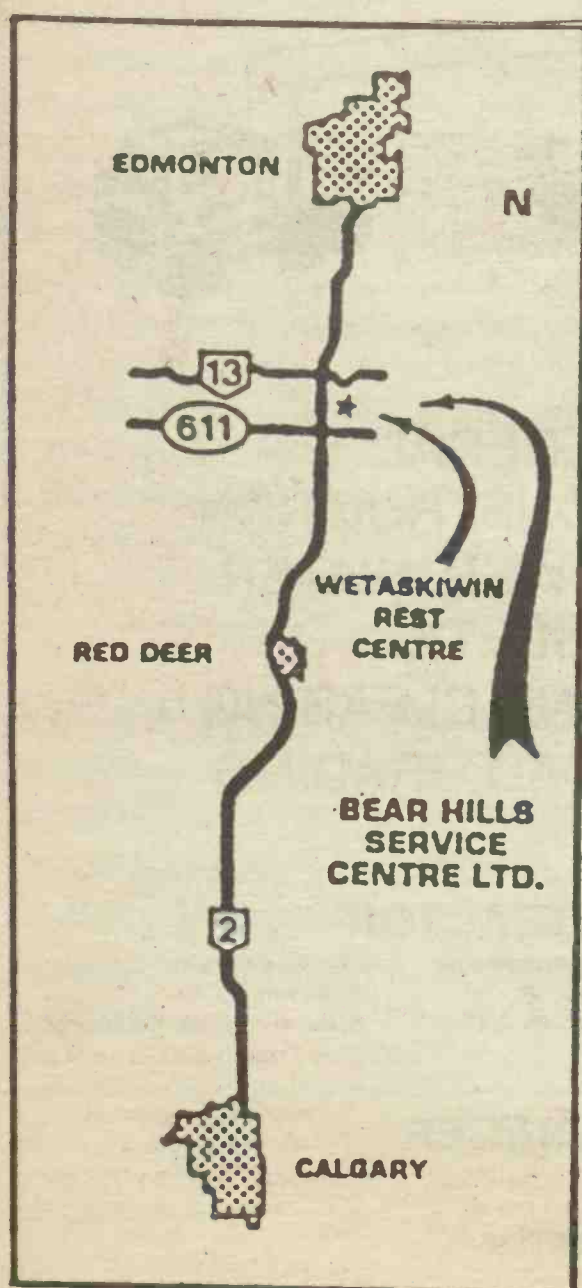 EDMONTON
N
13
611
WETASKIWIN
REST
CENTRE
RED DEER
BEAR HILLS
SERVICE
CENTRE LTD.
2
CALGARY